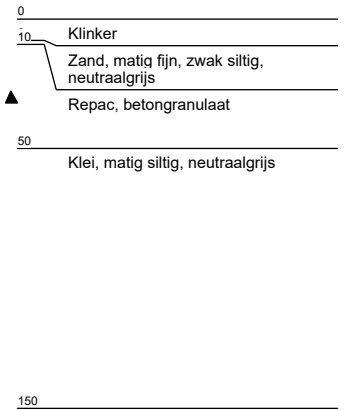 0
Klinker
10
Zand, matig fijn, zwak siltig,
neutraalgrijs
Repac, betongranulaat
50
Klei, matig siltig, neutraalgrijs
150